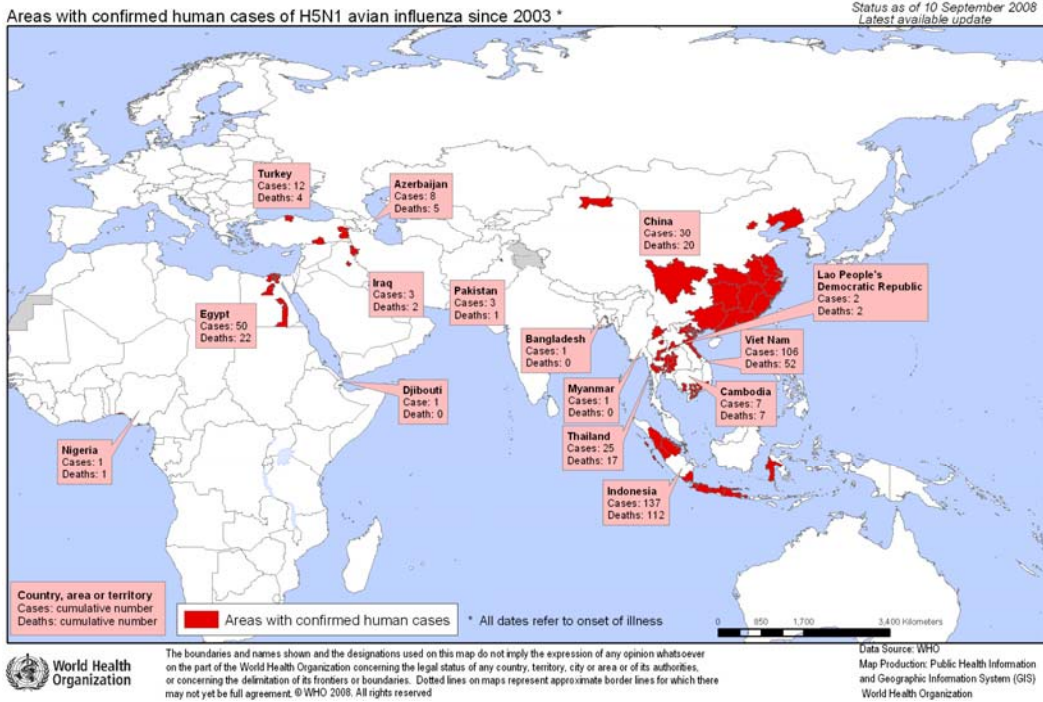 Areas with confirmed human cases of H5N1 avian influenza since 2003 *
Status as of 10 September 2008
Latest available update
Turkey
Cases: 12
Deaths: 4
Azerbaijan
Cases: 8
Deaths: 5
China
Cases: 30
Deaths: 20
Lao People's
Democratic Republic
Cases: 2
Deaths: 2
Iraq
Cases: 3
Deaths: 2
Pakistan
Cases: 3
Deaths: 1
Egypt
Cases: 50
Deaths: 22
Bangladesh
Cases: 1
Deaths: 0
Viet Nam
Cases: 106
Deaths: 52
Djibouti
Case: 1
Death: 0
Myanmar
Cases: 1
Deaths: 0
Cambodia
Cases: 7
Deaths: 7
Nigeria
Cases: 1
Deaths: 1
Thailand
Cases: 25
Deaths: 17
Indonesia
Cases: 137
Deaths: 112
Country, area or territory
Cases: cumulative number
Deaths: cumulative number
Areas with confirmed human cases
* All dates refer to onset of illness
0 850 1,700 3,400 Kilometers
World Health
Organization
The boundaries and names shown and the designations used on this map do not imply the expression of any opinion whatsoever
on the part of the World Health Organization concerning the legal status of any country, territory, city or area or of its authorities,
or concerning the delimitation of its frontiers or boundaries. Dotted lines on maps represent approximate border lines for which there
may not yet be full agreement. © WHO 2008. All rights reserved
Data Source: WHO
Map Production: Public Health Information
and Geographic Information System (GIS)
World Health Organization